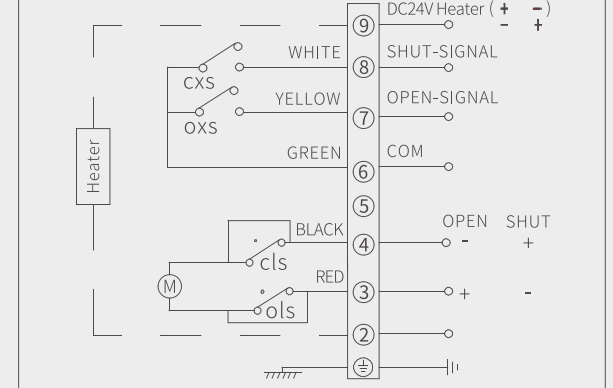 DC24V Heater ( + - )
- +
⑨
WHITE
SHUT-SIGNAL
⑧
CXS
YELLOW
OPEN-SIGNAL
⑦
OXS
GREEN
COM
⑥
Heater
⑤
BLACK
OPEN SHUT
④
- +
cls
RED
M
③
+ -
ols
②